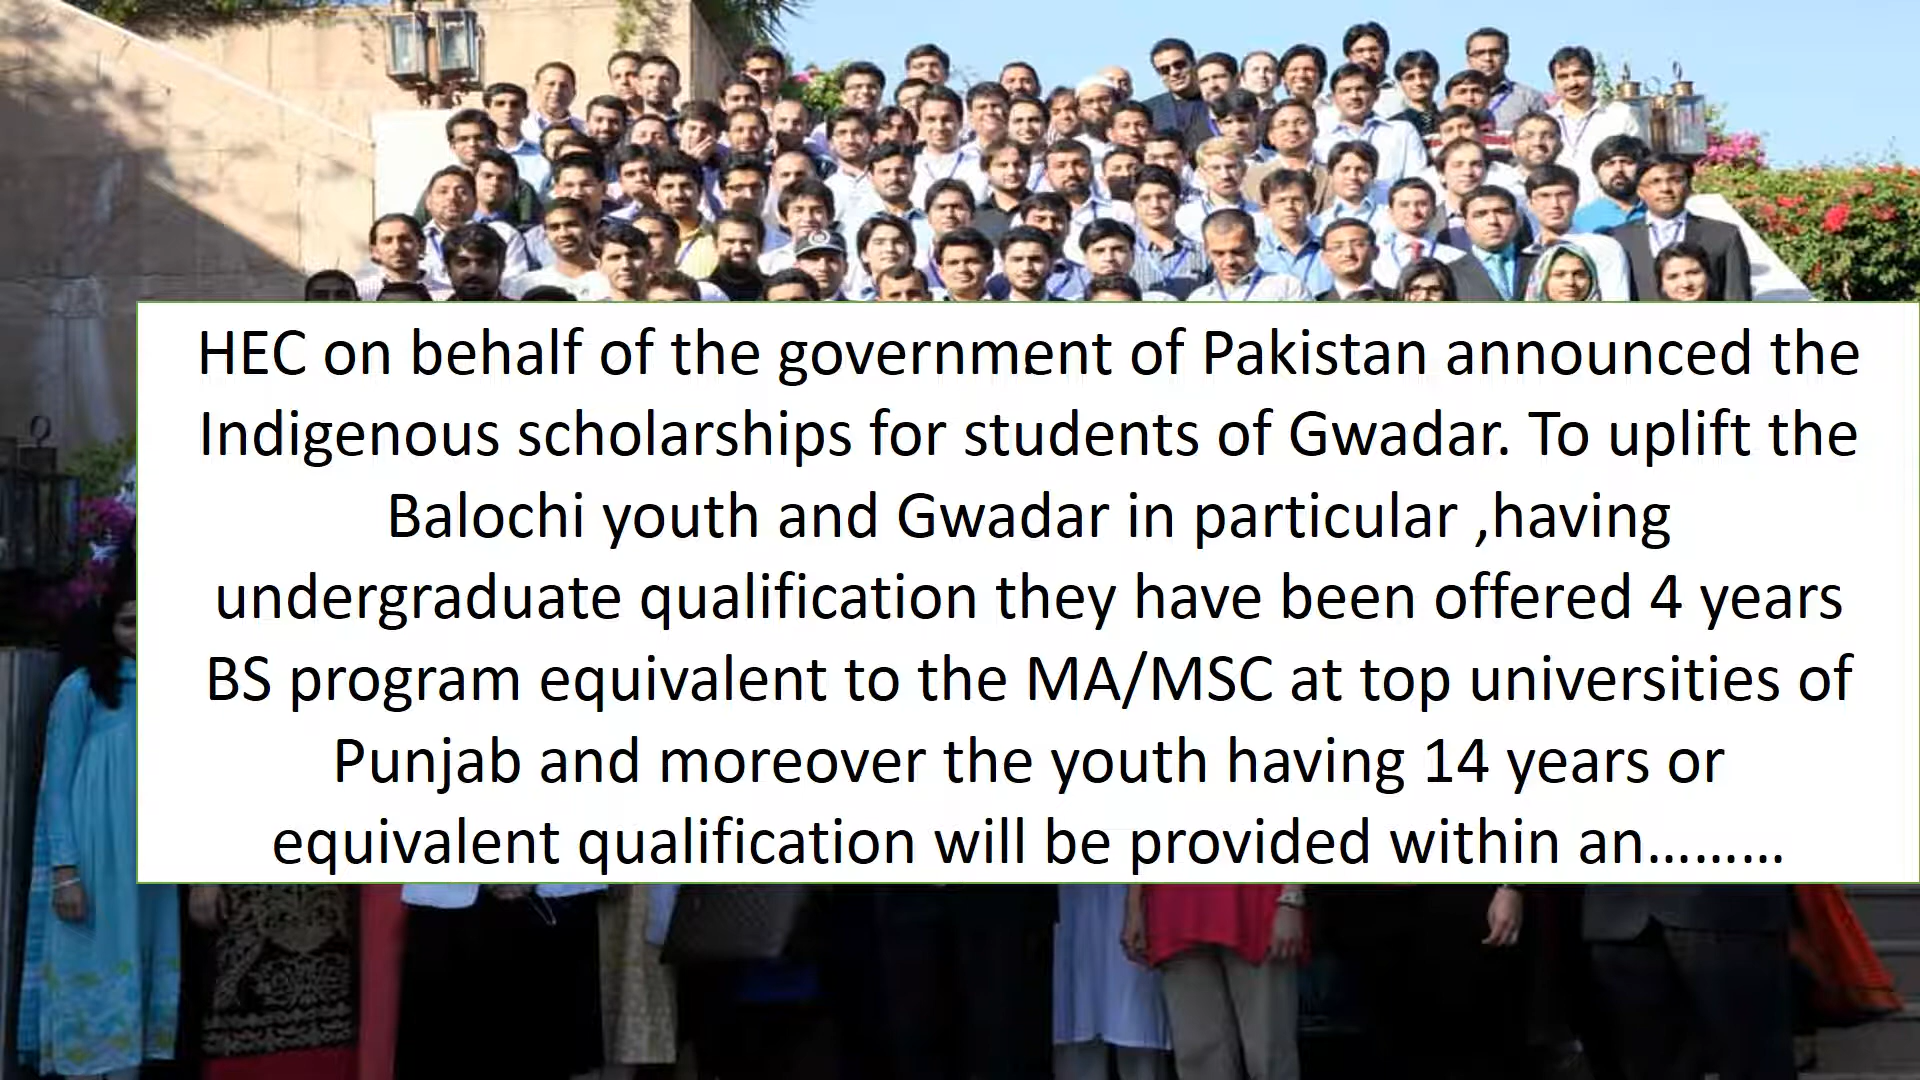 HEC on behalf of the government of Pakistan announced the
Indigenous scholarships for students of Gwadar. To uplift the
Balochi youth and Gwadar in particular ,having
undergraduate qualification they have been offered 4 years
BS program equivalent to the MA/MSC at top universities of
Punjab and moreover the youth having 14 years or
equivalent qualification will be provided within an.........